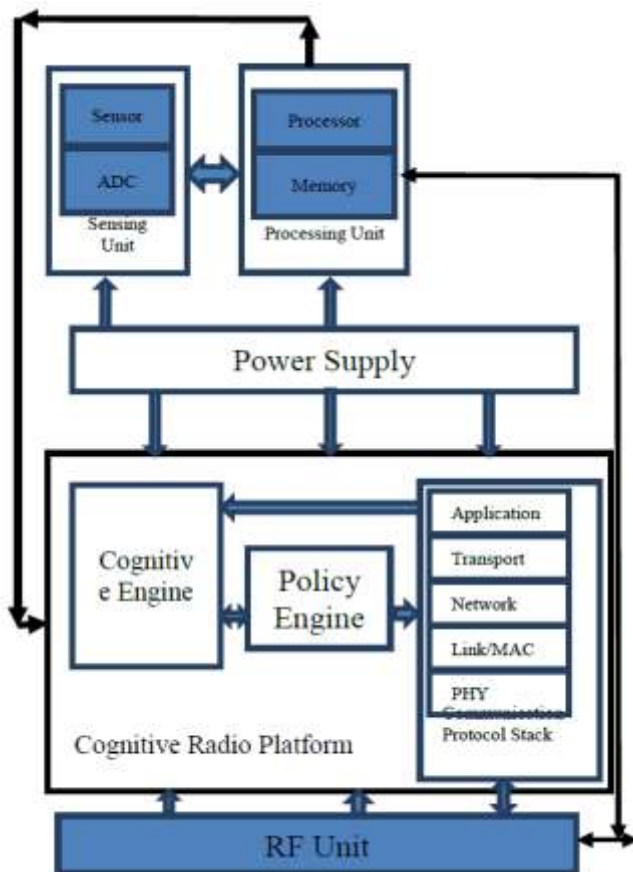 Sensor
ADC
Sensing
Unit
Processor
Memory
Processing Unit
Power Supply
Cognitiv
e Engine
Policy
Engine
Application
Transport
Network
Link/MAC
PHY
Communication
Protocol Stack
Cognitive Radio Platform
RF Unit